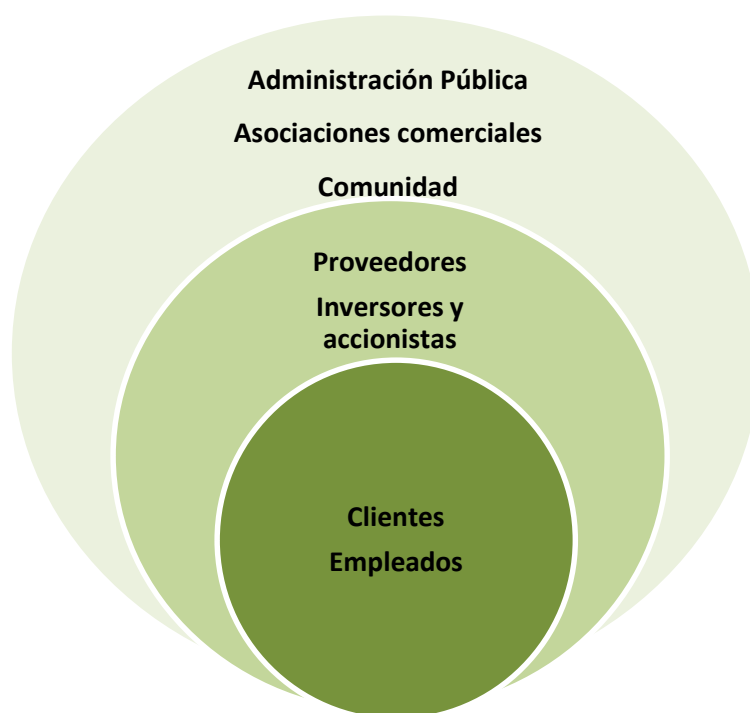 Administración Pública
Asociaciones comerciales
Comunidad
Proveedores
Inversores y
accionistas
Clientes
Empleados